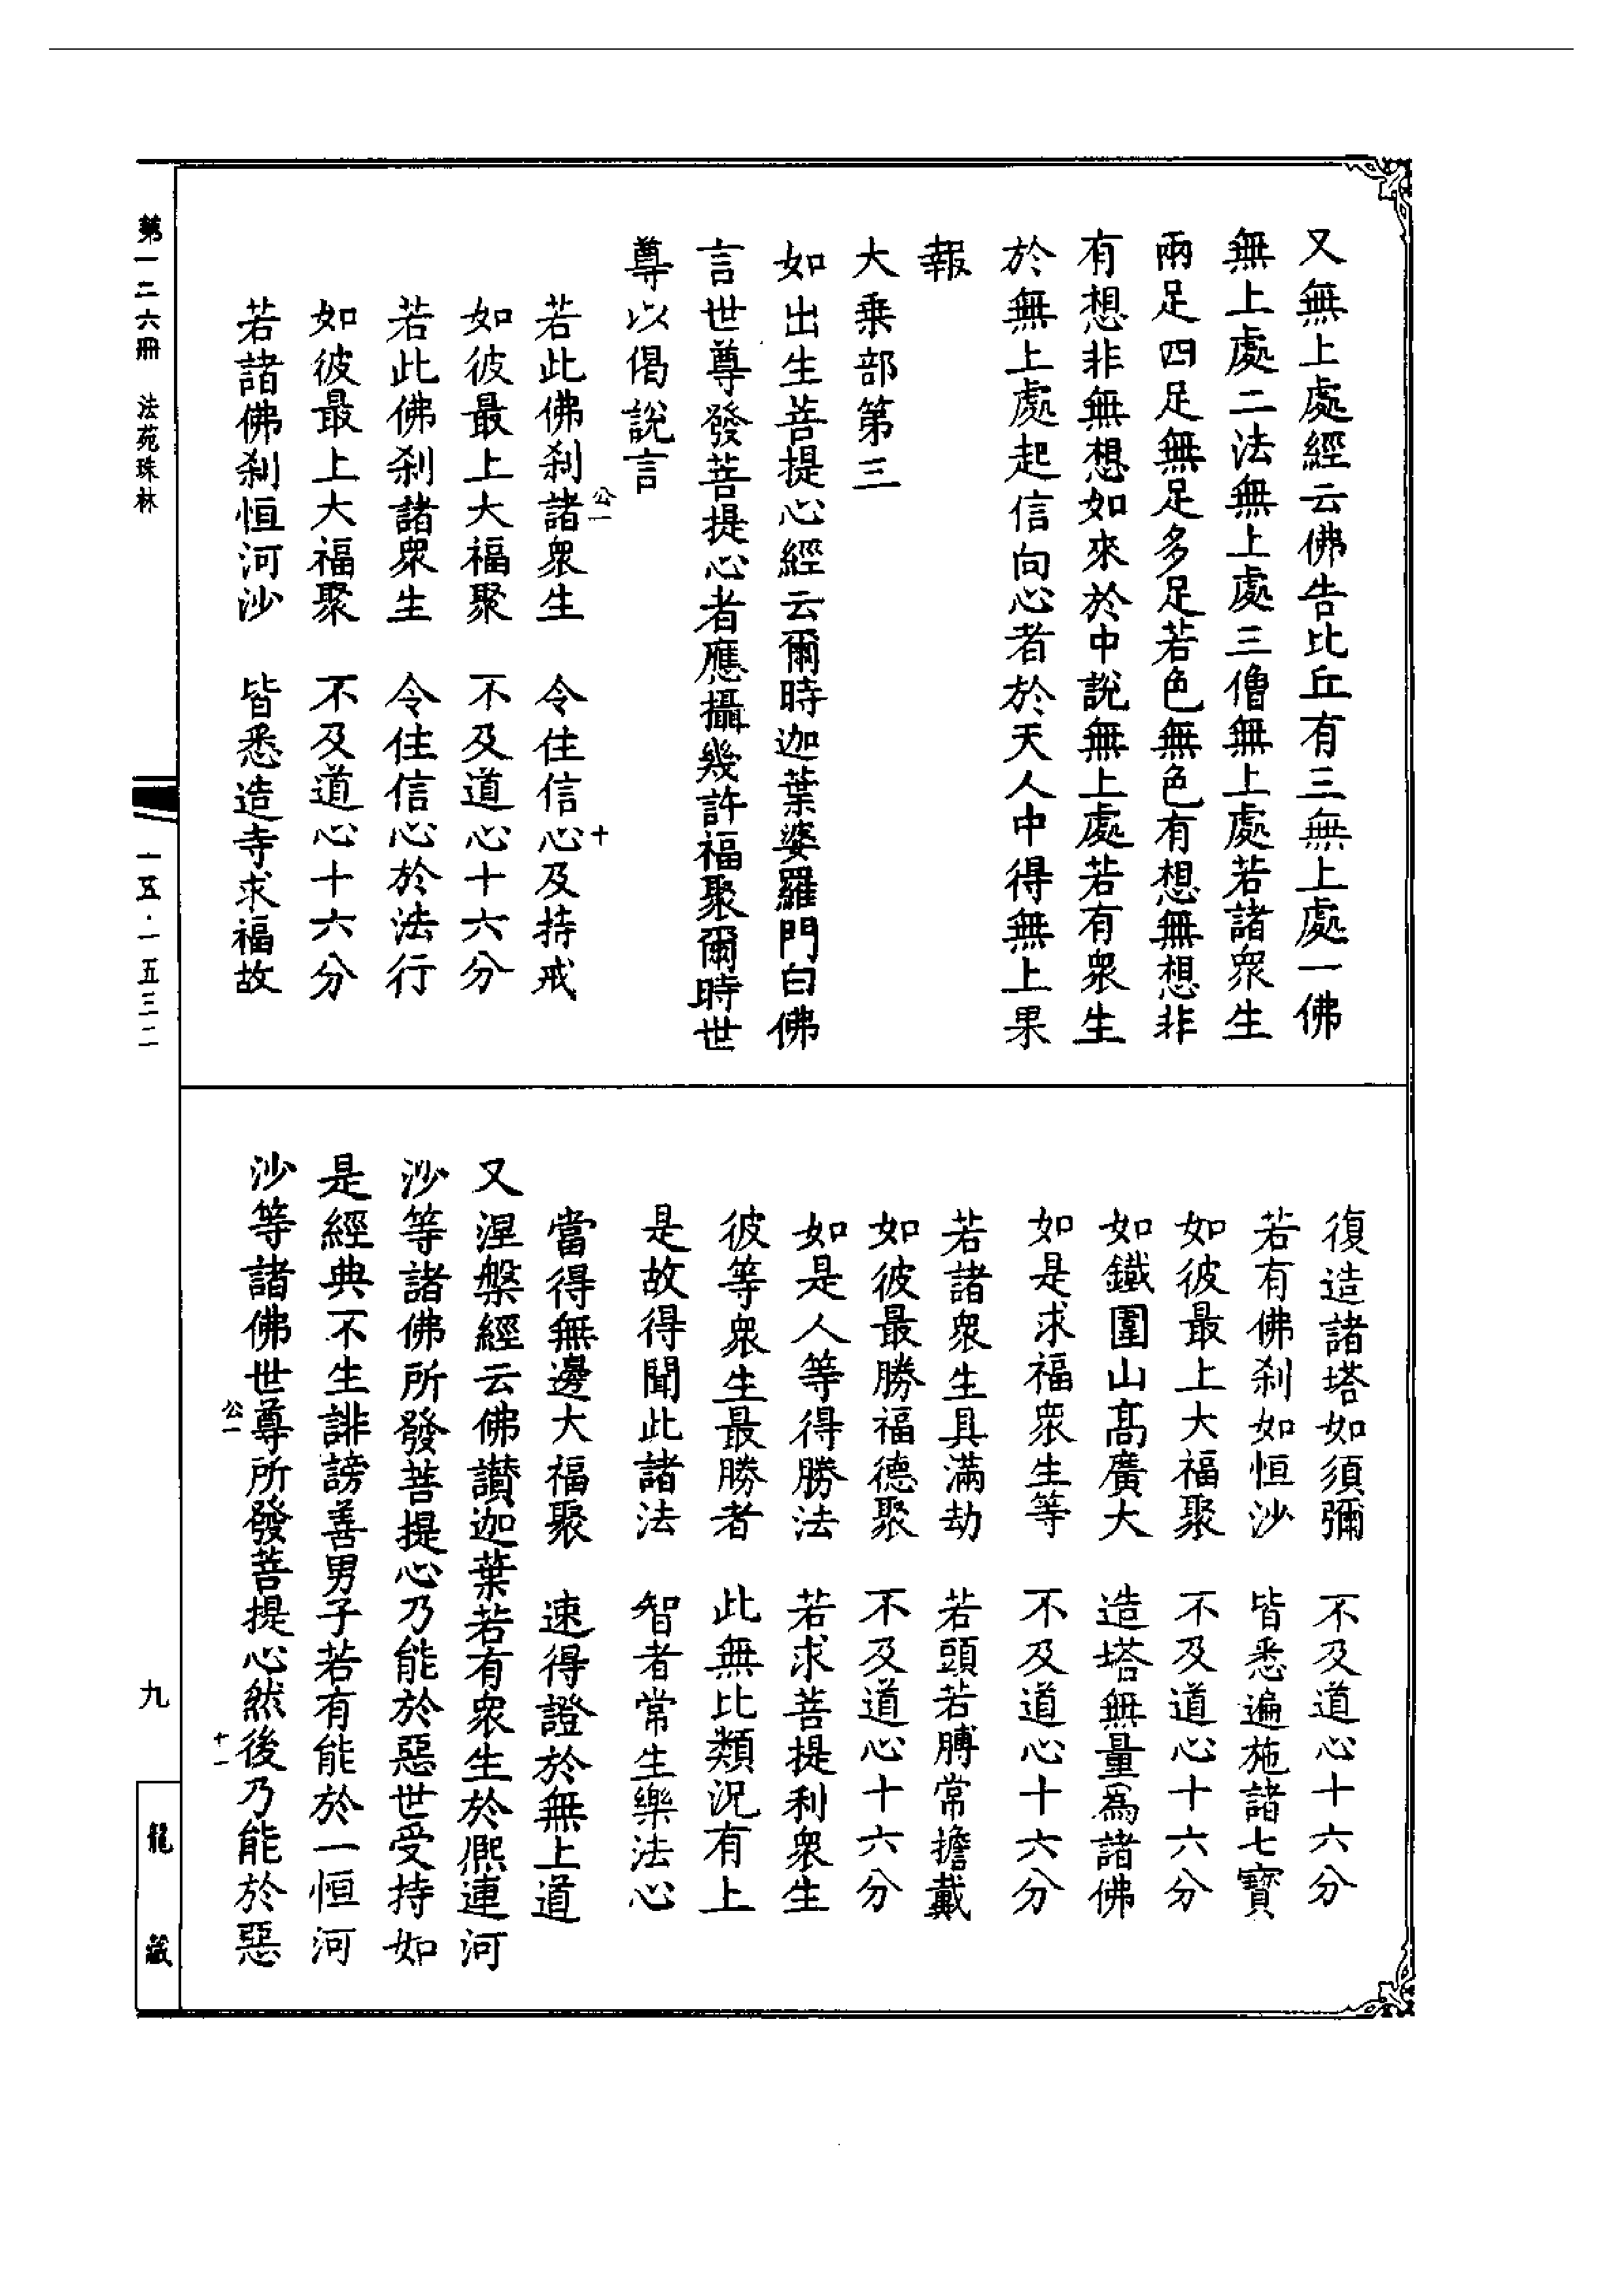 又無上處經云佛告比丘有三無上處一佛
無上處二法無上處三僧無上處若諸衆生
兩足四足無足多足若色無色有想無想非
有想非無想如來於中說無上處若有衆生
於無上處起信向心者於天人中得無上果
報
大乗部第三
如出生菩提心經云爾時迦葉婆羅門白佛
言世尊發菩提心者應攝幾許福聚爾時世
尊以偈說言
公一
十
若此佛刹諸衆生　令住信心及持戒
如彼最上大福聚　不及道心十六分
若此佛刹諸衆生　令住信心於法行
如彼最上大福聚　不及道心十六分
若諸佛刹恒河沙　皆悉造寺求福故
復造諸塔如須彌　不及道心十六分
若有佛刹如恒沙　皆悉遍施諸七寶
如彼最上大福聚　不及道心十六分
如鐵圍山髙廣大　造塔無量爲諸佛
如是求福衆生等　不及道心十六分
若諸衆生具滿劫　若頭若膊常擔戴
如彼最勝福德聚　不及道心十六分
如是人等得勝法　若求菩提利衆生
彼等衆生最勝者　此無比類況有上
是故得聞此諸法　智者常生樂法心
當得無邊大福聚　速得證於無上道
又涅槃經云佛讃迦葉若有衆生於熈連河
沙等諸佛所發菩提心乃能於惡世受持如
是經典不生誹謗善男子若有能於一恒河
沙等諸佛世尊所發菩提心然後乃能於惡
公一
十一
第一二六冊　法苑珠林
一五·一五三二
九
龍藏